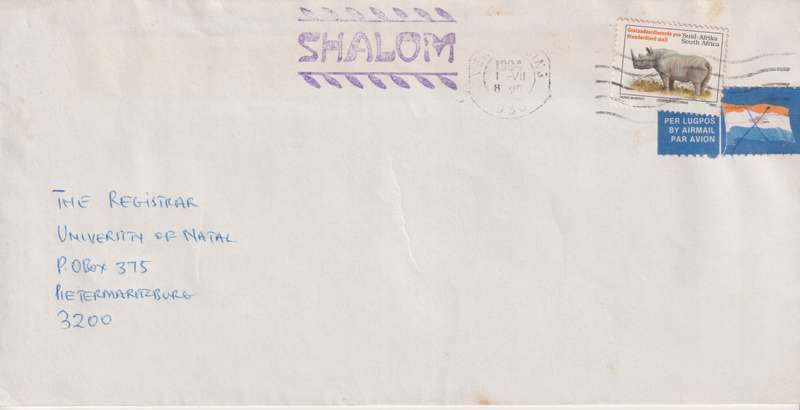 SHALOM
1994
Gestandaardiseerde pos
Standardised mail
Suid-Afrika
South Africa
PER LUGPOS
BY AIRMAIL
PAR AVION
THE REGISTRAR
UNIVERSITY OF NATAL
P.O Box 375
PIETERMARITZBURG
3200